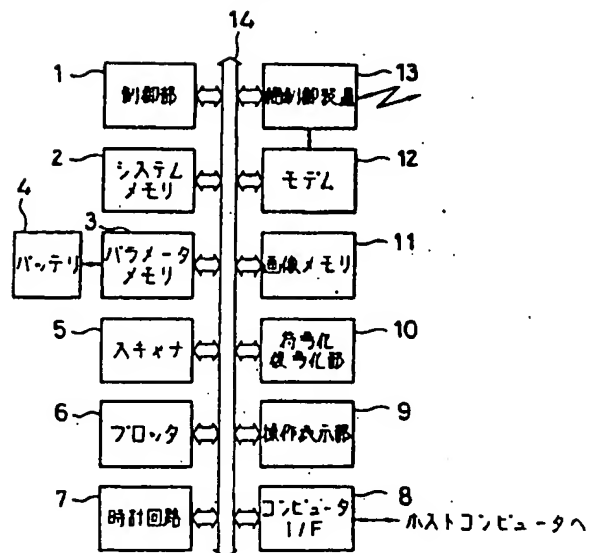 14
1
制御部
13
網制御装置
2
システム
メモリ
12
モデム
4
バッテリ
3
パラメータ
メモリ
11
画像メモリ
5
スキャナ
10
符号化
復号化部
6
プロッタ
9
操作表示部
7
時計回路
8
コンピュータ
I/F
ホストコンピュータへ